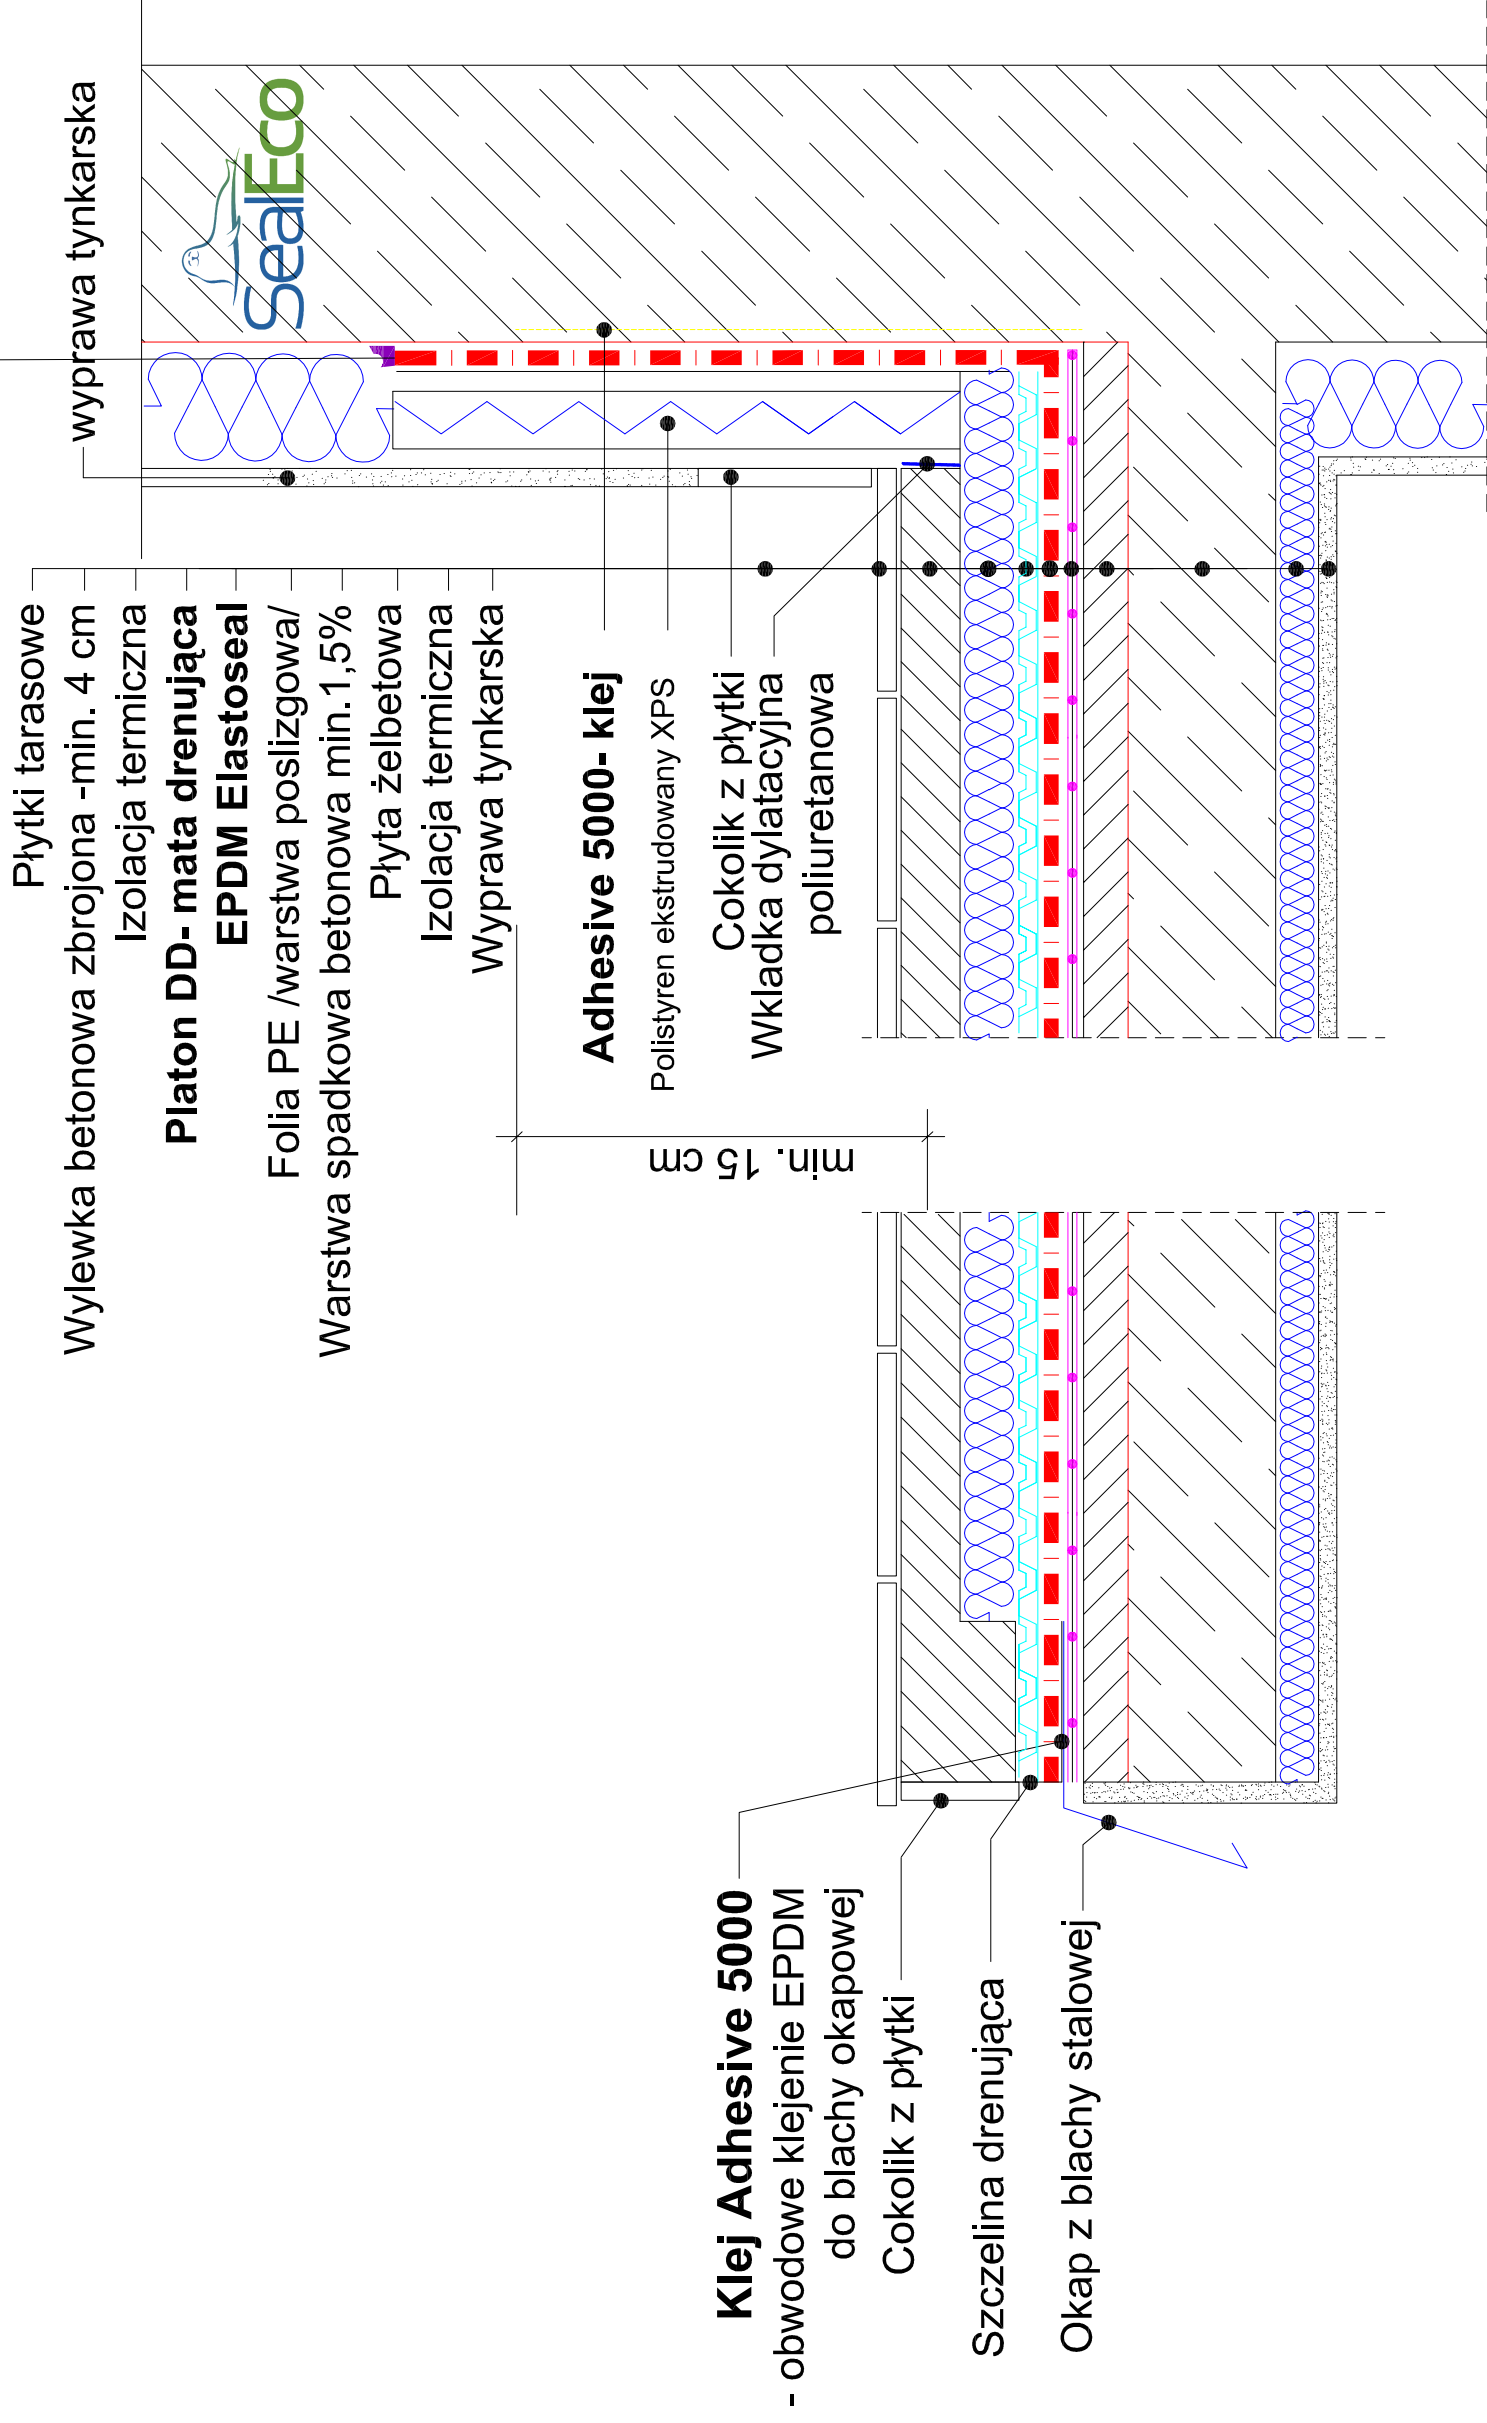 wyprawa tynkarska
SealEco
Płytki tarasowe
Wylewka betonowa zbrojona -min. 4 cm
Izolacja termiczna
Platon DD- mata drenująca
EPDM Elastoseal
Folia PE /warstwa poslizgowa/
Warstwa spadkowa betonowa min.1,5%
Płyta żelbetowa
Izolacja termiczna
Wyprawa tynkarska
Adhesive 5000- klej
Polistyren ekstrudowany XPS
Cokolik z płytki
Wkladka dylatacyjna
poliuretanowa
min. 15 cm
Klej Adhesive 5000
- obwodowe klejenie EPDM
do blachy okapowej
Cokolik z płytki
Szczelina drenująca
Okap z blachy stalowej